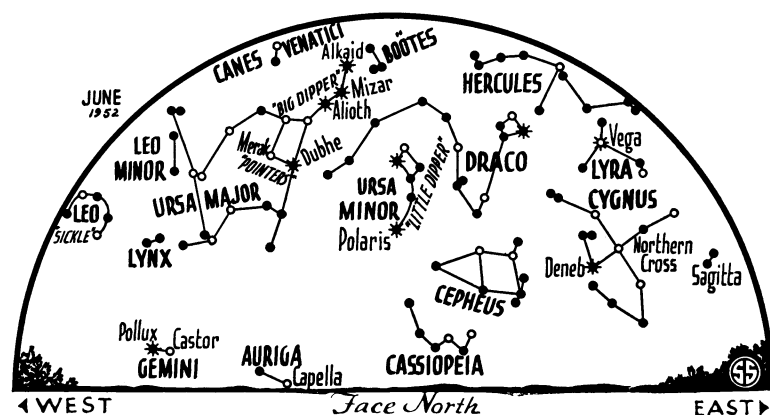 CANES
VENATICI
Alkaid
BOÖTES
HERCULES
JUNE
1952
"BIG DIPPER"
Mizar
Alioth
LEO
MINOR
Merak
"POINTERS"
Dubhe
URSA MAJOR
URSA
MINOR
"LITTLE DIPPER"
Polaris
DRACO
Vega
LYRA
CYGNUS
LEO
"SICKLE"
LYNX
Deneb
Northern
Cross
Sagitta
CEPHEUS
Pollux
Castor
GEMINI
AURIGA
Capella
CASSIOPEIA
SS
WEST
Face North
EAST